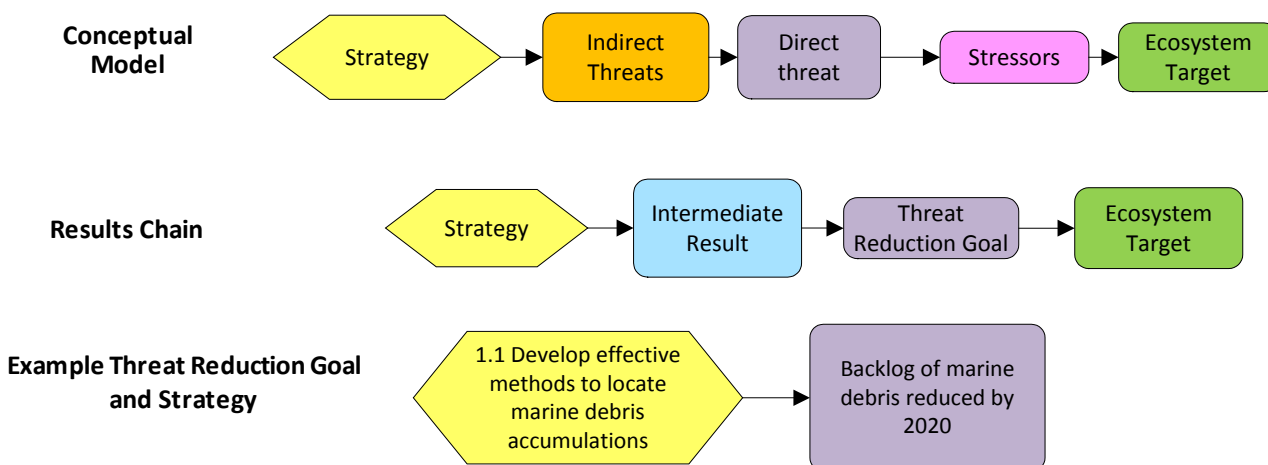 Conceptual
Model
Strategy
Indirect
Threats
Direct
threat
Stressors
Ecosystem
Target
Results Chain
Strategy
Intermediate
Result
Threat
Reduction Goal
Ecosystem
Target
Example Threat Reduction Goal
and Strategy
1.1 Develop effective
methods to locate
marine debris
accumulations
Backlog of marine
debris reduced by
2020